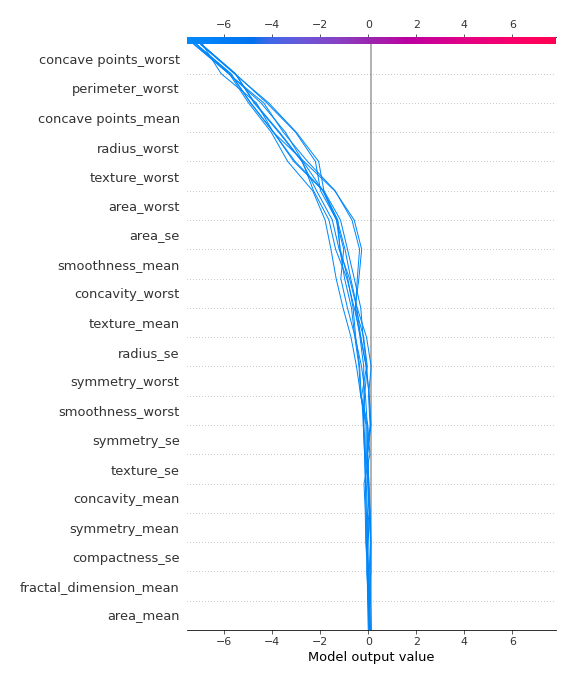 −6 −4 −2 0 2 4 6
concave points_worst
perimeter_worst
concave points_mean
radius_worst
texture_worst
area_worst
area_se
smoothness_mean
concavity_worst
texture_mean
radius_se
symmetry_worst
smoothness_worst
symmetry_se
texture_se
concavity_mean
symmetry_mean
compactness_se
fractal_dimension_mean
area_mean
−6 −4 −2 0 2 4 6
Model output value